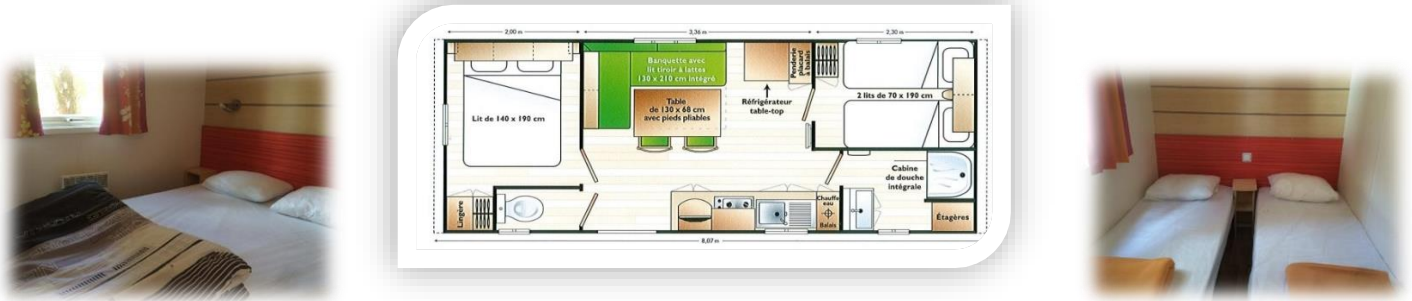 2,00 m
3,36 m
2,30 m
Banquette avec
lit tiroir à lattes
130 x 210 cm intégré
Penderie
placard
à balais
Lit de 140 x 190 cm
Table
de 130 x 68 cm
avec pieds pliables
Réfrigérateur
table-top
2 lits de 70 x 190 cm
Cabine
de douche
intégrale
Lingère
Chauffe
eau
Balais
Étagères
8,07 m